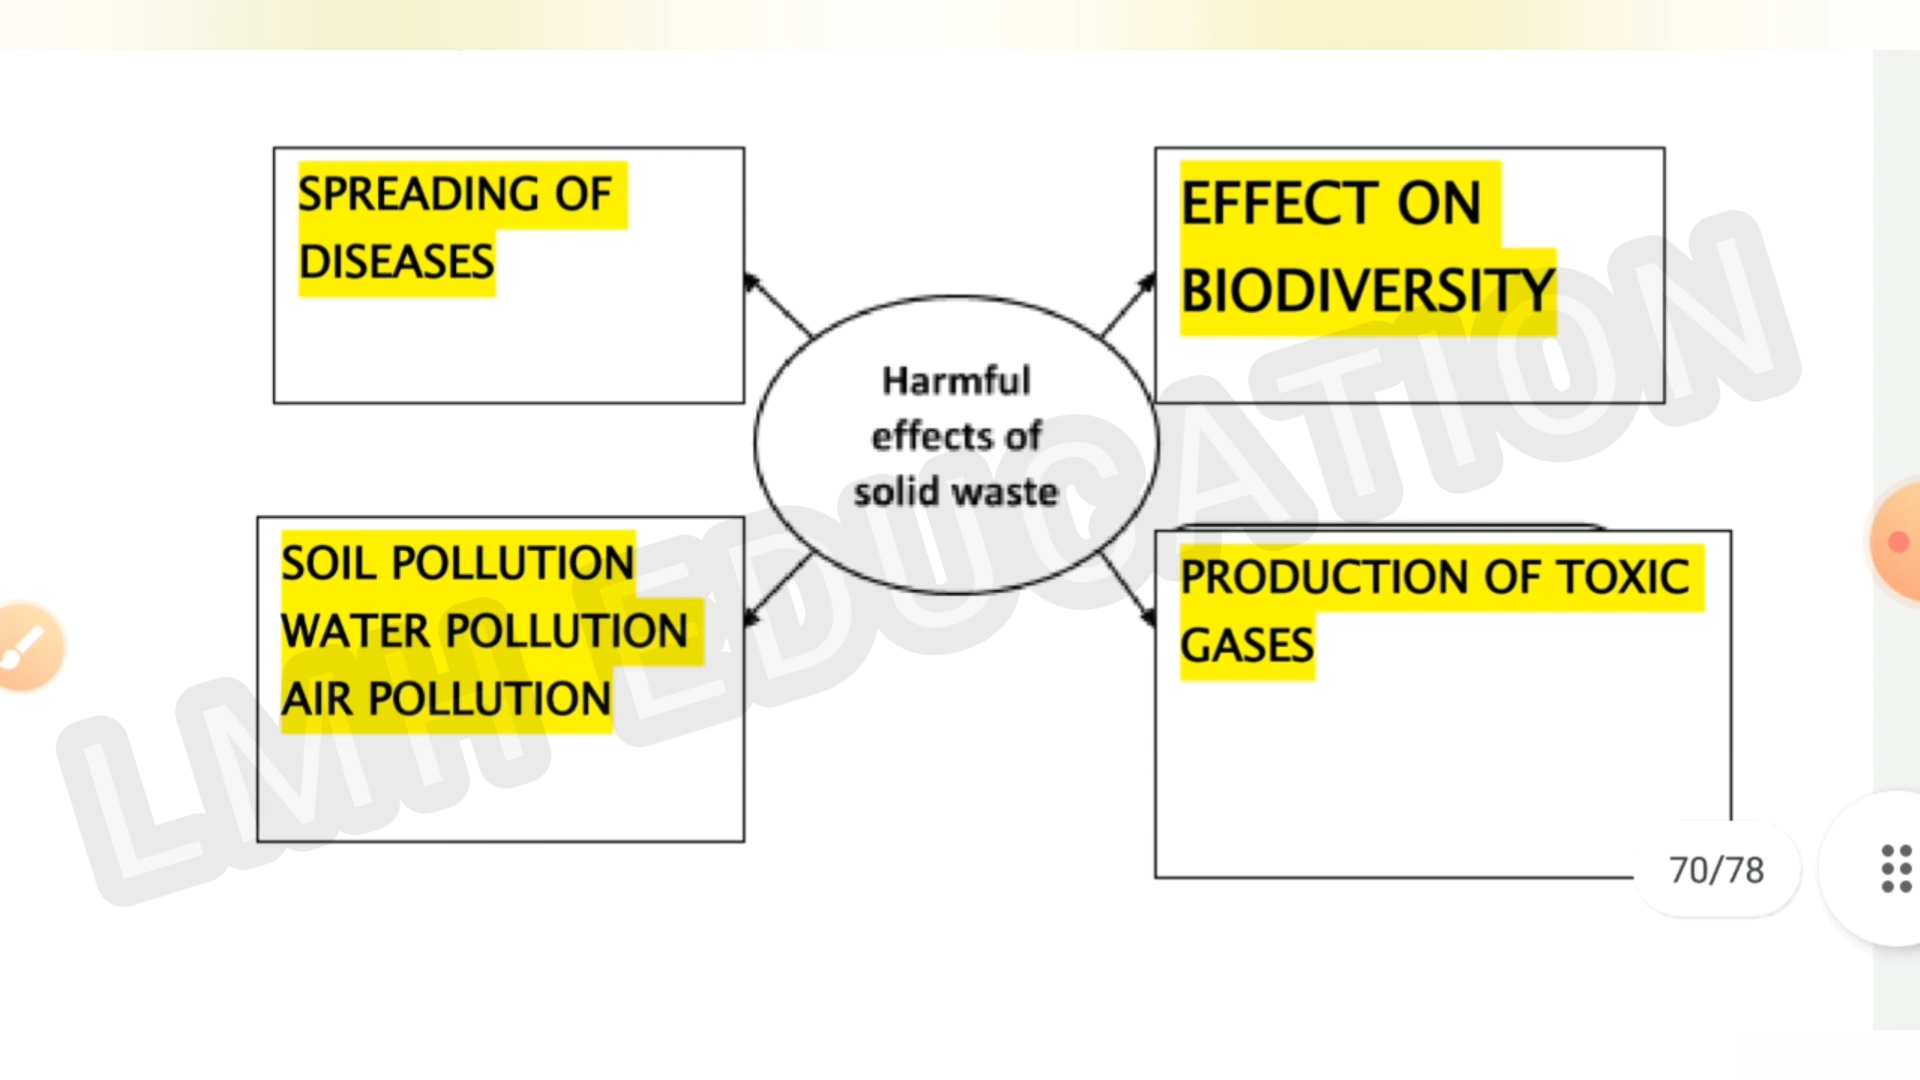 SPREADING OF
DISEASES
EFFECT ON
BIODIVERSITY
Harmful
effects of
solid waste
SOIL POLLUTION
WATER POLLUTION
AIR POLLUTION
PRODUCTION OF TOXIC
GASES
70/78
LMH EDUCATION